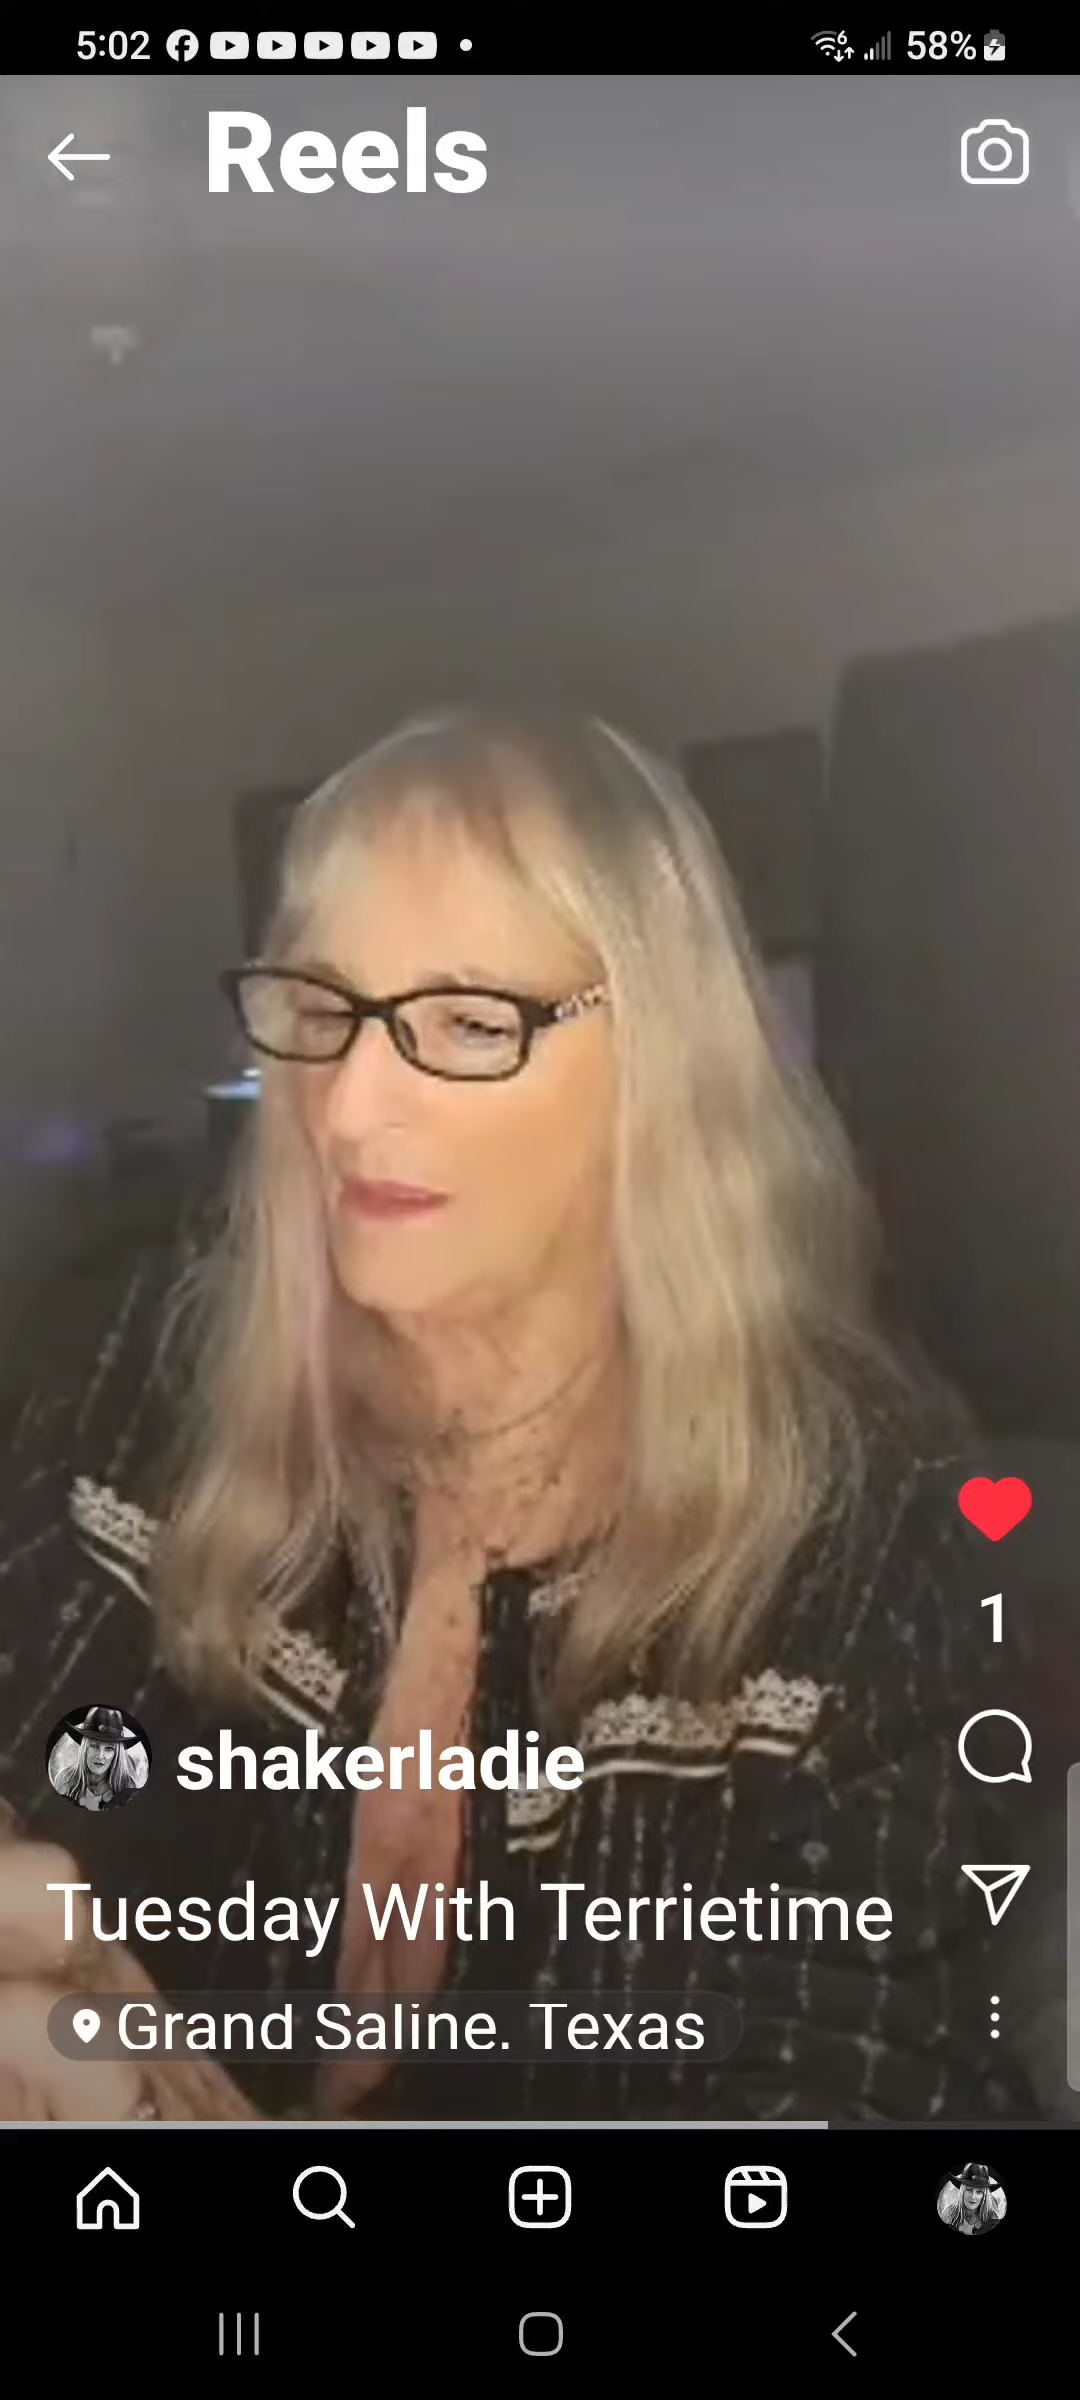 5:02 58%
Reels
1
shakerladie
Tuesday With Terrietime
Grand Saline. Texas